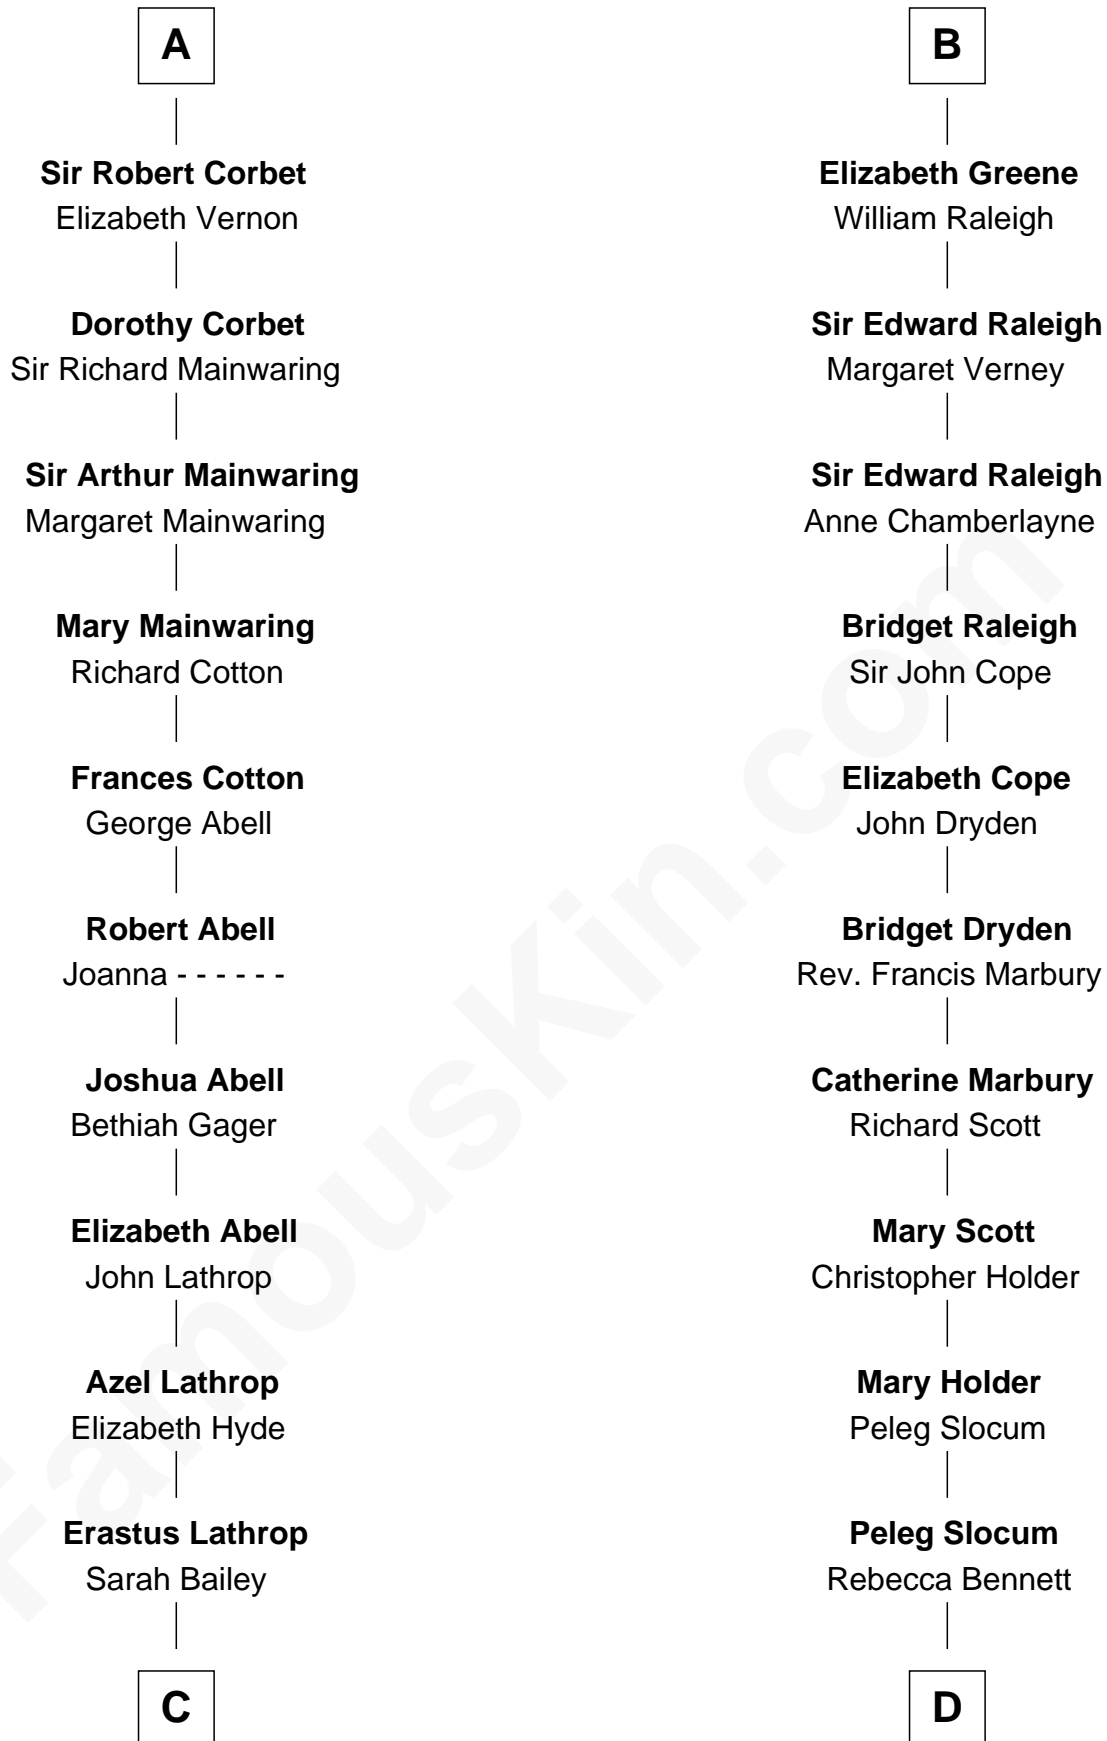 A
Sir Robert Corbet
Elizabeth Vernon
Dorothy Corbet
Sir Richard Mainwaring
Sir Arthur Mainwaring
Margaret Mainwaring
Mary Mainwaring
Richard Cotton
Frances Cotton
George Abell
Robert Abell
Joanna - - - - - -
Joshua Abell
Bethiah Gager
Elizabeth Abell
John Lathrop
Azel Lathrop
Elizabeth Hyde
Erastus Lathrop
Sarah Bailey
C
B
Elizabeth Greene
William Raleigh
Sir Edward Raleigh
Margaret Verney
Sir Edward Raleigh
Anne Chamberlayne
Bridget Raleigh
Sir John Cope
Elizabeth Cope
John Dryden
Bridget Dryden
Rev. Francis Marbury
Catherine Marbury
Richard Scott
Mary Scott
Christopher Holder
Mary Holder
Peleg Slocum
Peleg Slocum
Rebecca Bennett
D
FamousKin.com